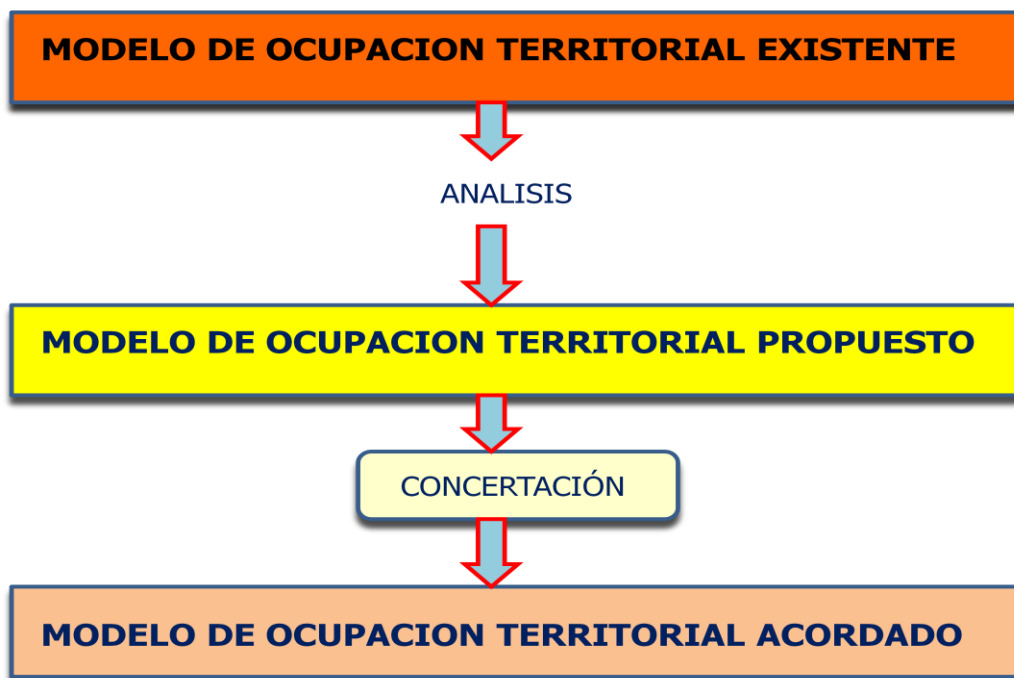 MODELO DE OCUPACION TERRITORIAL EXISTENTE
ANALISIS
MODELO DE OCUPACION TERRITORIAL PROPUESTO
CONCERTACIÓN
MODELO DE OCUPACION TERRITORIAL ACORDADO